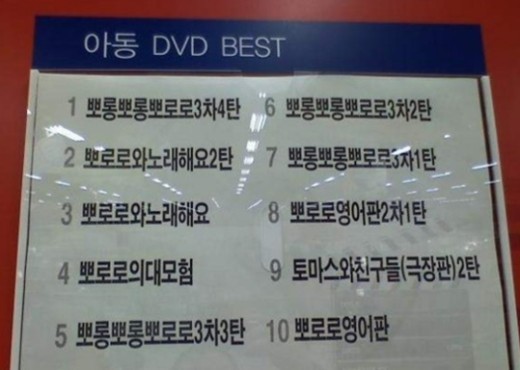 아동 DVD BEST
1 뽀롱뽀롱뽀로로3차4탄
2 뽀로로와노래해요2탄
3 뽀로로와노래해요
4 뽀로로의대모험
5 뽀롱뽀롱뽀로로3차3탄
6 뽀롱뽀롱뽀로로3차2탄
7 뽀롱뽀롱뽀로로3차1탄
8 뽀로로영어판2차1탄
9 토마스와친구들(극장판)2탄
10 뽀로로영어판